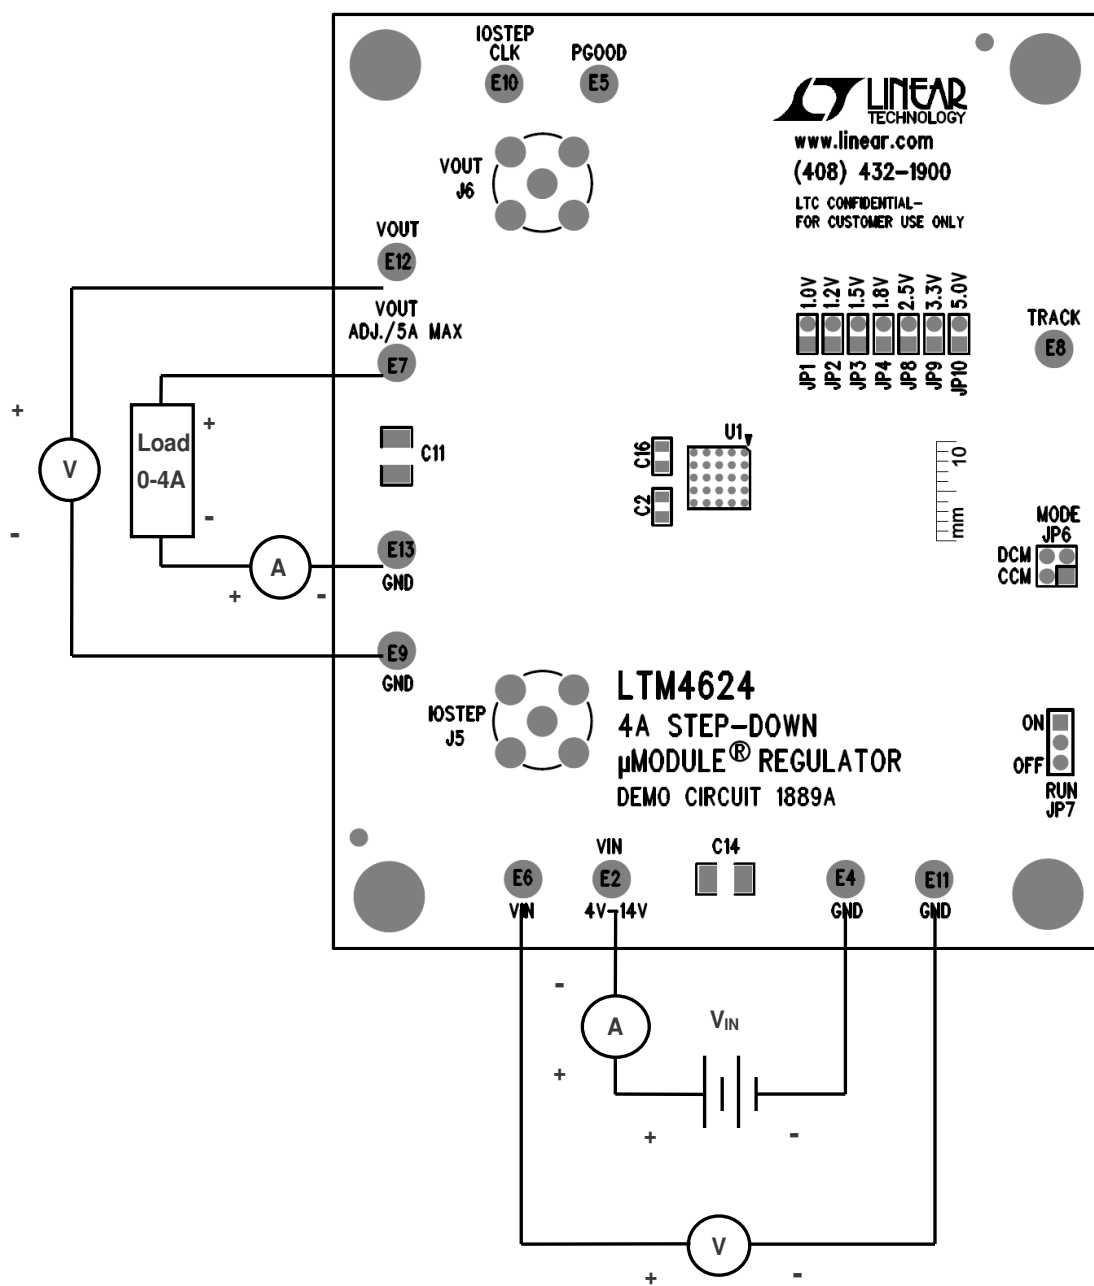 IOSTEP
CLK
PGOOD
E10
E5
LINEAR
TECHNOLOGY
www.linear.com
(408) 432-1900
LTC CONFIDENTIAL-
FOR CUSTOMER USE ONLY
VOUT
J6
VOUT
E12
VOUT
ADJ./5A MAX
E7
1.0V
1.2V
1.5V
1.8V
2.5V
3.3V
5.0V
JP1
JP2
JP3
JP4
JP8
JP9
JP10
TRACK
E8
+
V
-
Load
0-4A
+
-
C11
U1
C16
C2
10
mm
MODE
JP6
DCM
CCM
E13
GND
A
+
-
E9
GND
IOSTEP
J5
LTM4624
4A STEP-DOWN
µMODULE® REGULATOR
DEMO CIRCUIT 1889A
ON
OFF
RUN
JP7
VIN
C14
E6
E2
E4
E11
VIN
4V-14V
GND
GND
-
A
+
VIN
+
-
V
+
-